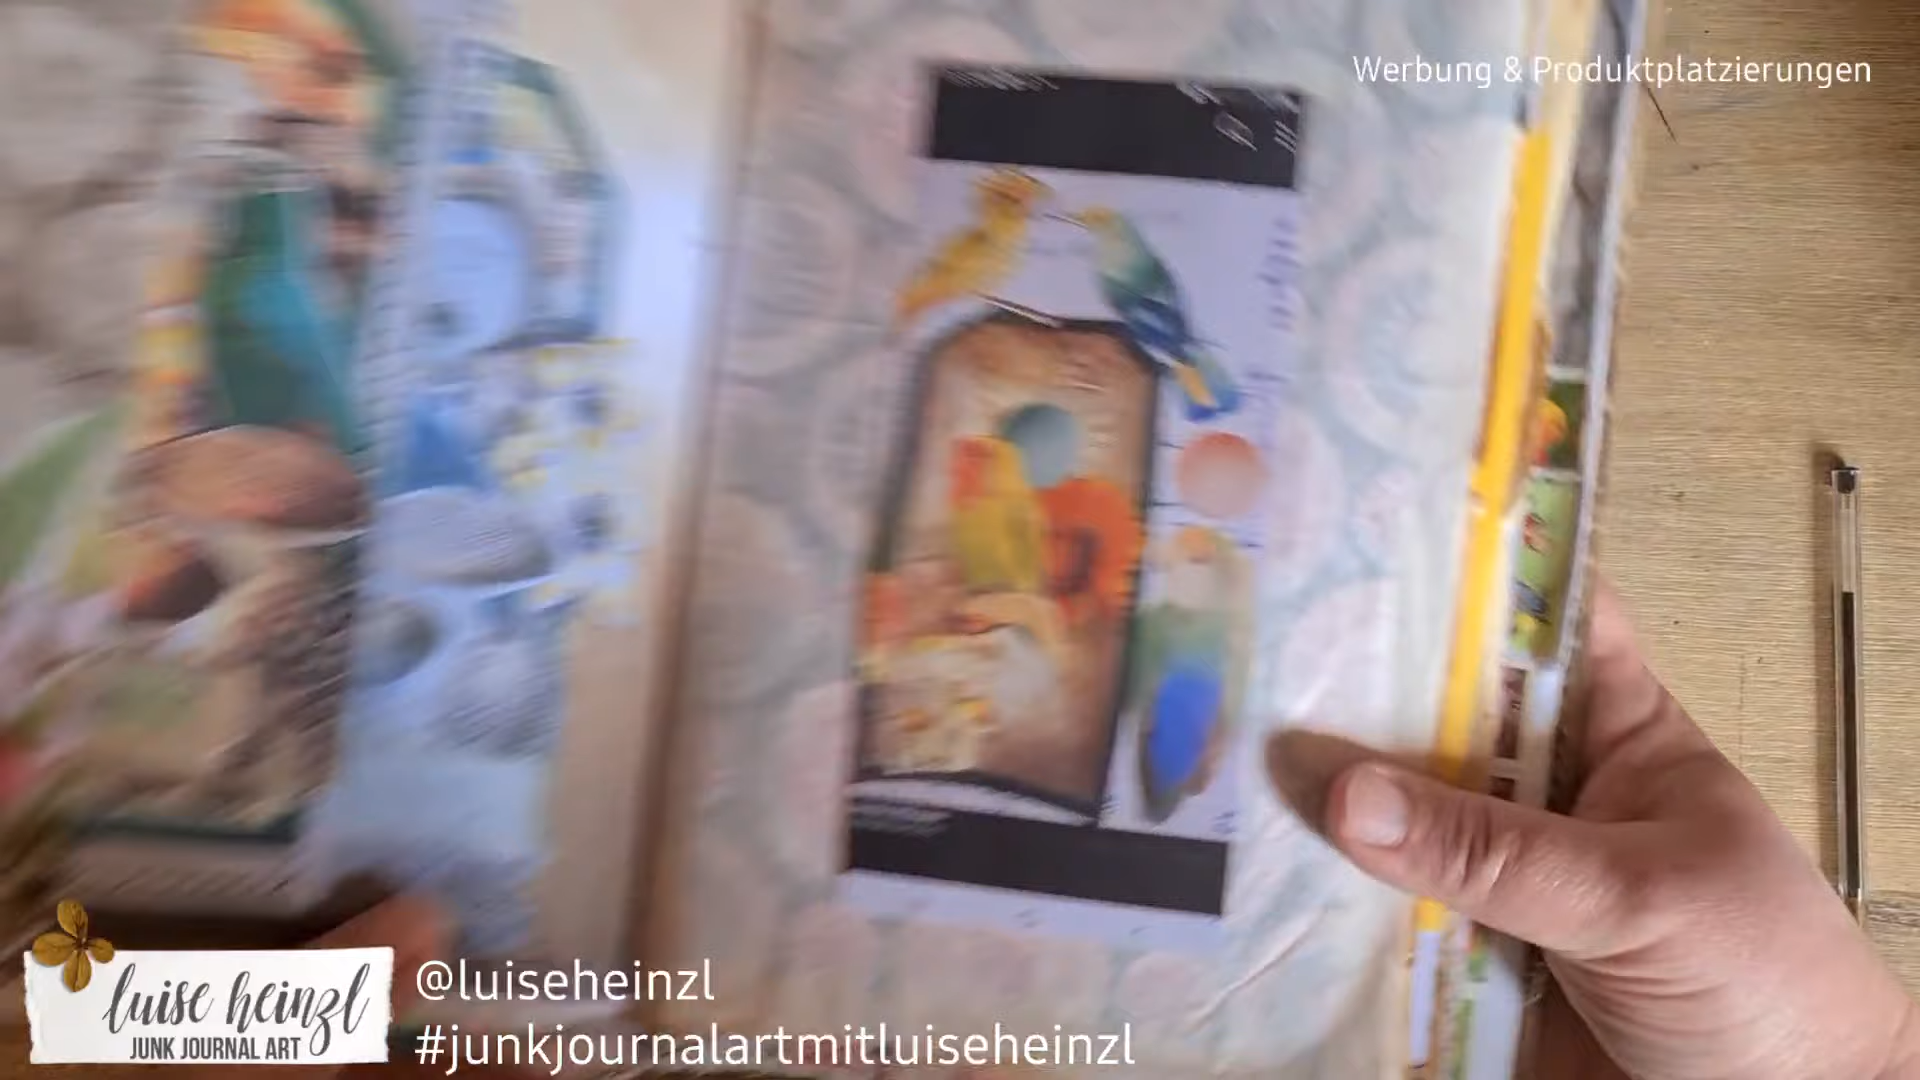 Werbung & Produktplatzierungen
luise heinzl
JUNK JOURNAL ART
@luiseheinzl
#junkjournalartmitluiseheinzl